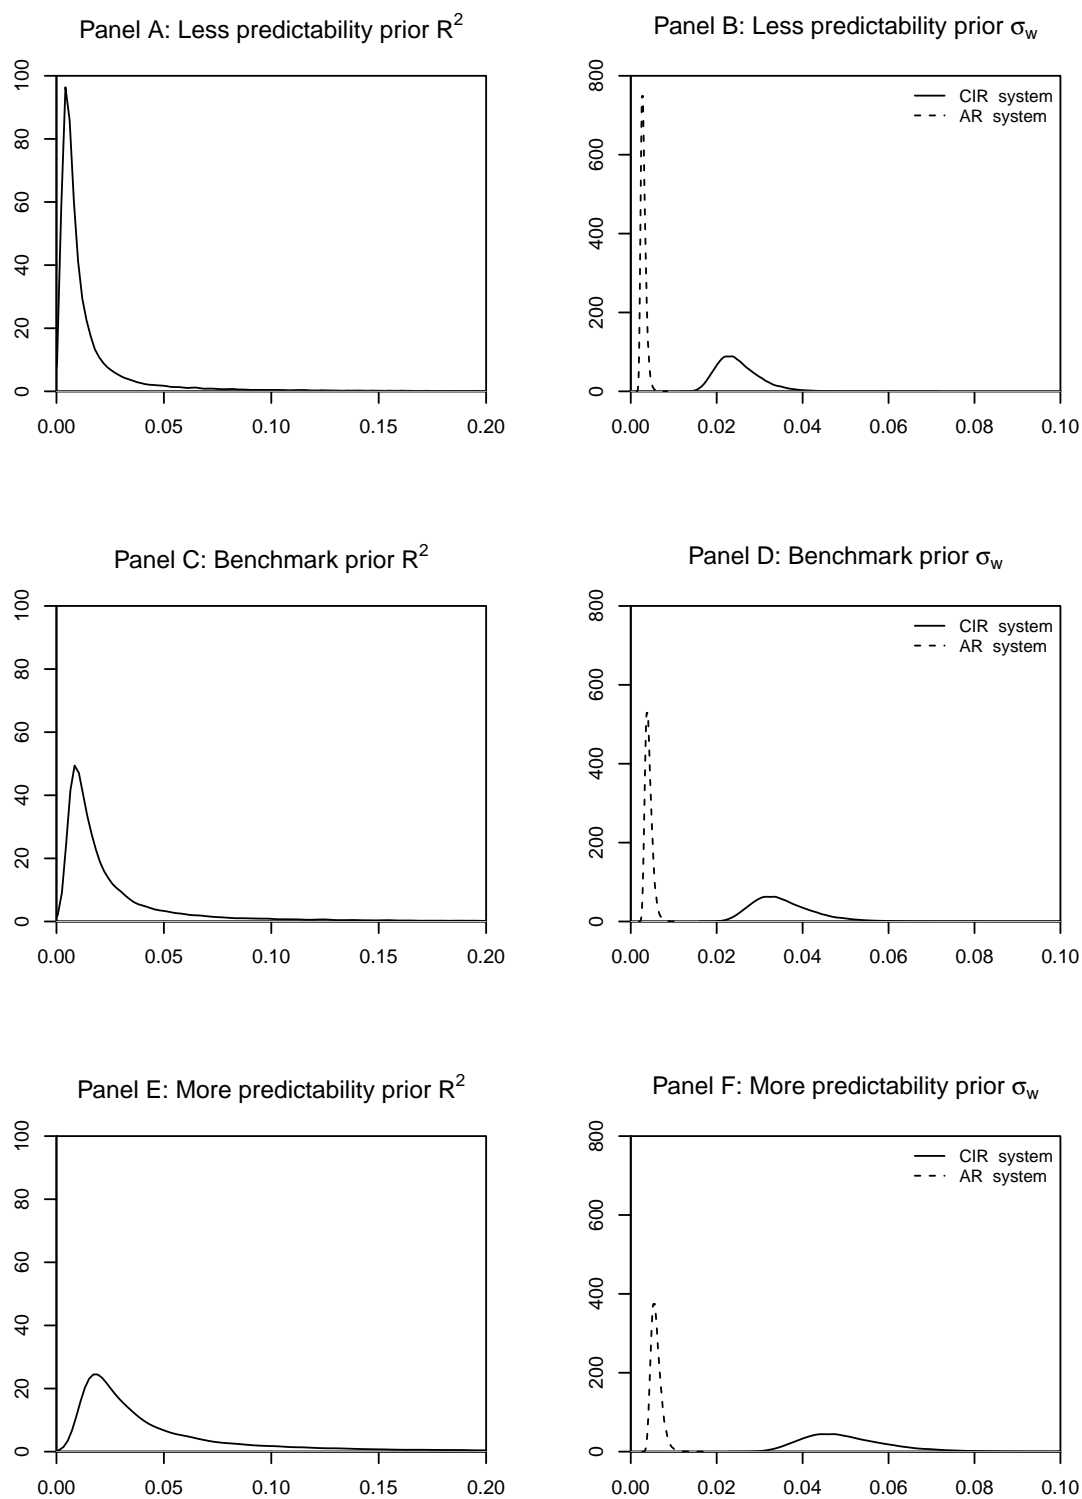 Panel A: Less predictability prior R²
100
80
60
40
20
0
0.00 0.05 0.10 0.15 0.20
Panel B: Less predictability prior σw
800
600
400
200
0
CIR system
AR system
0.00 0.02 0.04 0.06 0.08 0.10
Panel C: Benchmark prior R²
100
80
60
40
20
0
0.00 0.05 0.10 0.15 0.20
Panel D: Benchmark prior σw
800
600
400
200
0
CIR system
AR system
0.00 0.02 0.04 0.06 0.08 0.10
Panel E: More predictability prior R²
100
80
60
40
20
0
0.00 0.05 0.10 0.15 0.20
Panel F: More predictability prior σw
800
600
400
200
0
CIR system
AR system
0.00 0.02 0.04 0.06 0.08 0.10